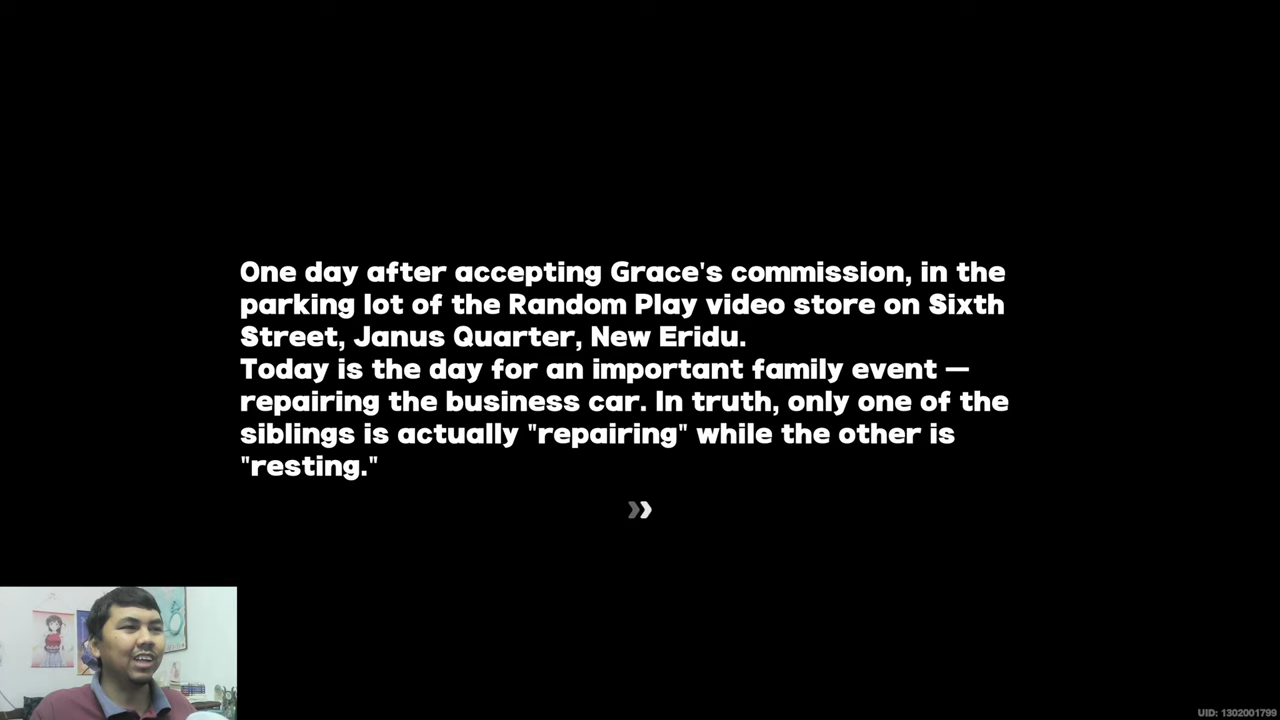 One day after accepting Grace's commission, in the
parking lot of the Random Play video store on Sixth
Street, Janus Quarter, New Eridu.
Today is the day for an important family event —
repairing the business car. In truth, only one of the
siblings is actually "repairing" while the other is
"resting."
UID: 1302001799